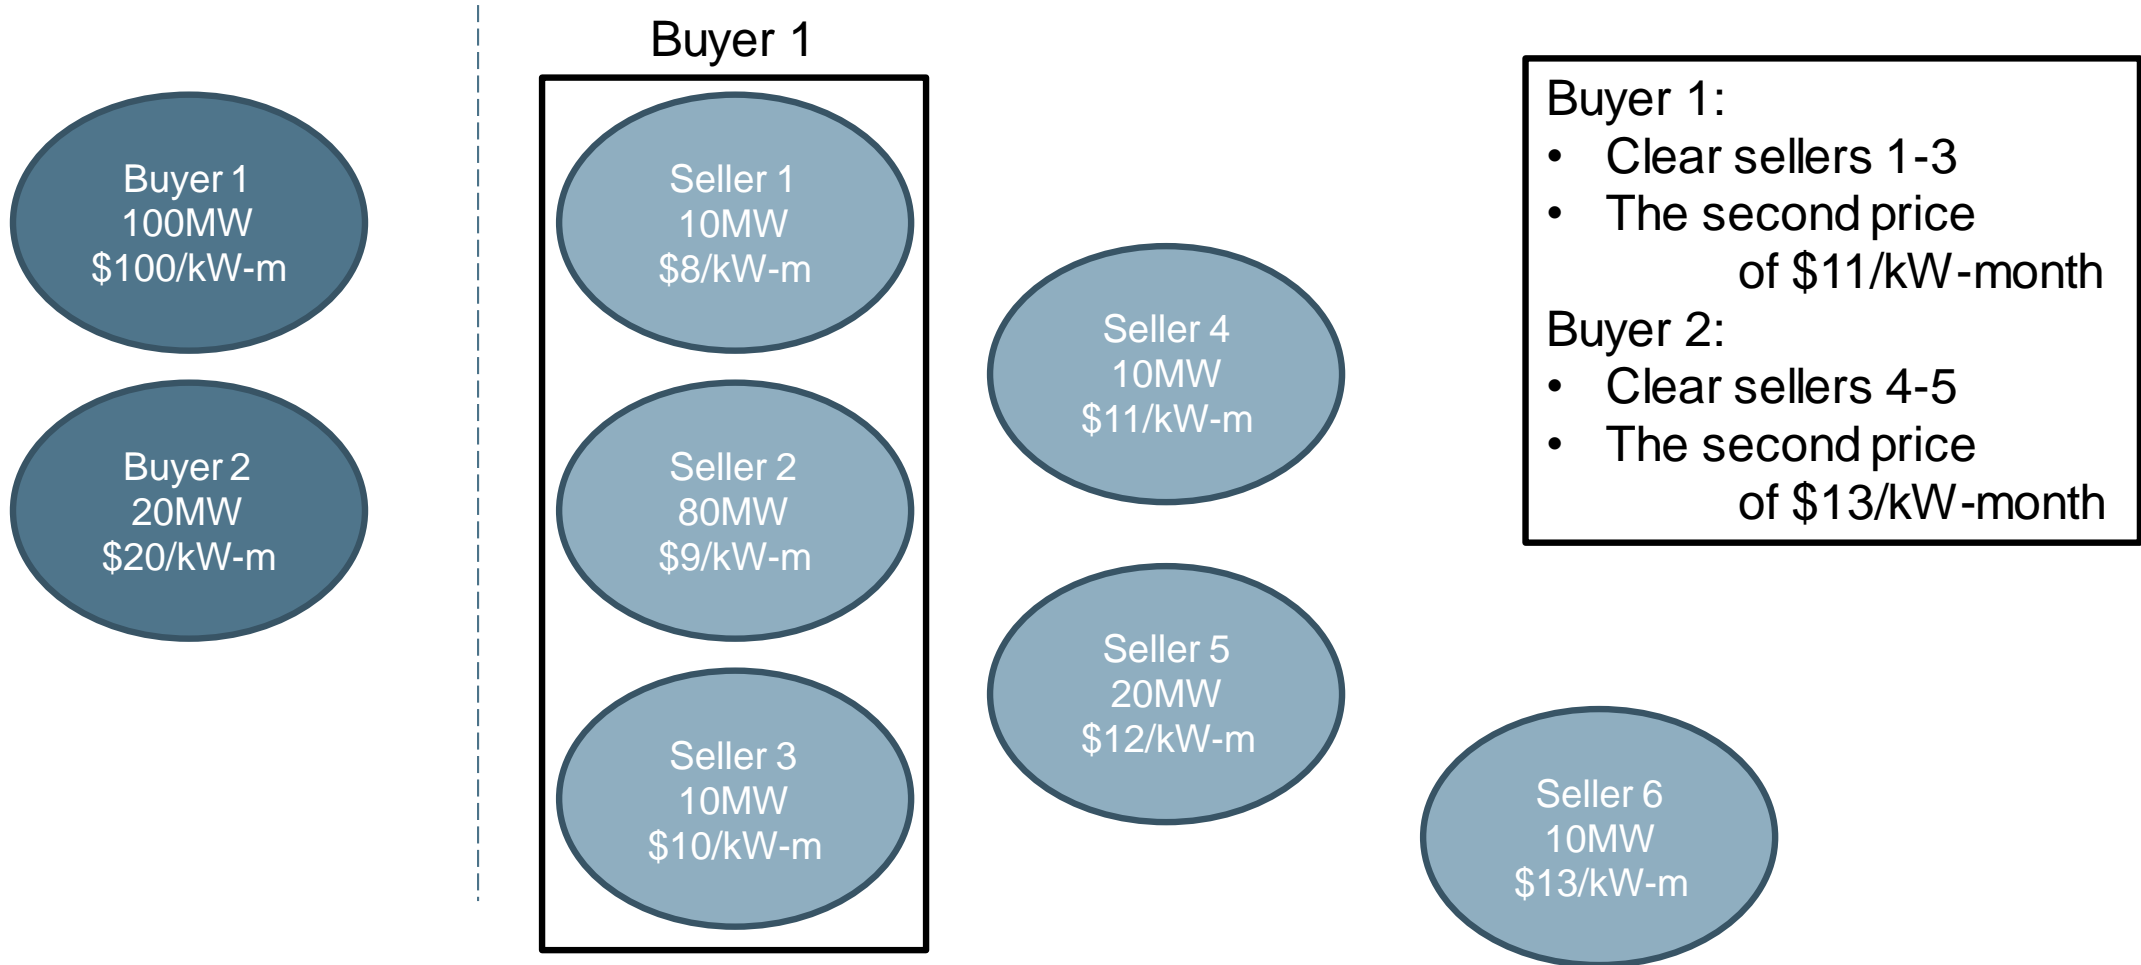 Buyer 1
100MW
$100/kW-m
Buyer 2
20MW
$20/kW-m
Buyer 1
Seller 1
10MW
$8/kW-m
Seller 2
80MW
$9/kW-m
Seller 3
10MW
$10/kW-m
Seller 4
10MW
$11/kW-m
Seller 5
20MW
$12/kW-m
Seller 6
10MW
$13/kW-m
Buyer 1:
• Clear sellers 1-3
• The second price
of $11/kW-month
Buyer 2:
• Clear sellers 4-5
• The second price
of $13/kW-month